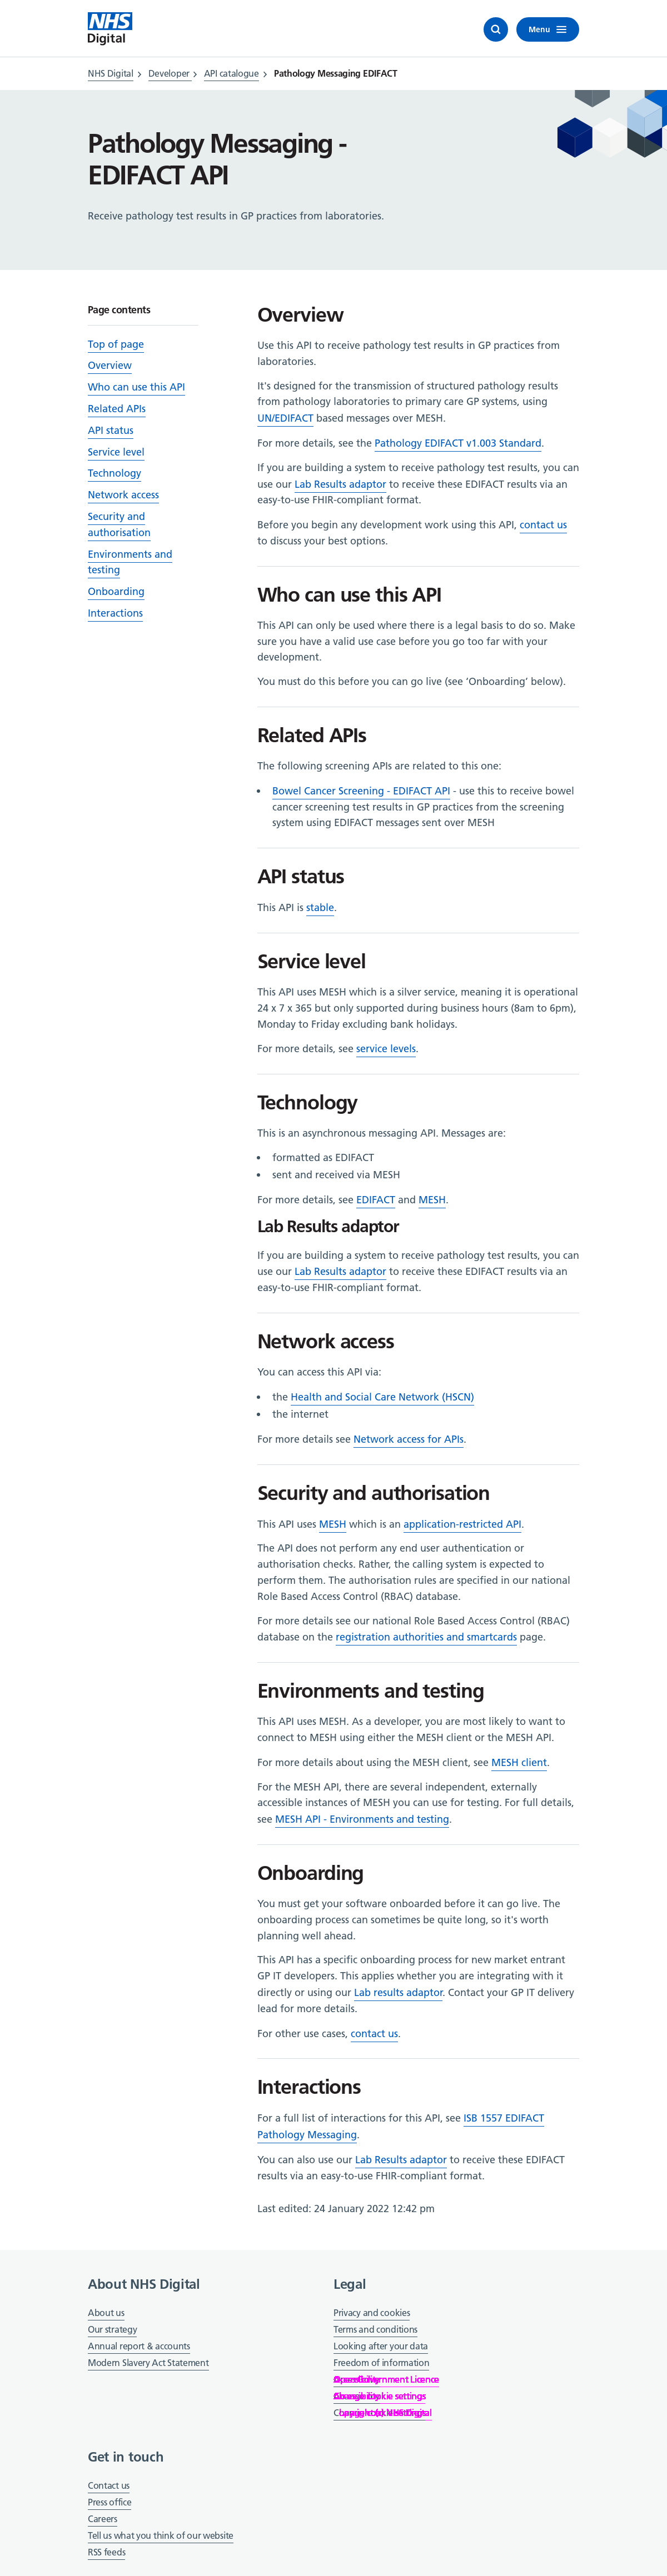 NHS
Digital
Menu
NHS Digital
Developer
API catalogue
Pathology Messaging EDIFACT
Pathology Messaging -
EDIFACT API
Receive pathology test results in GP practices from laboratories.
Page contents
Top of page
Overview
Who can use this API
Related APIs
API status
Service level
Technology
Network access
Security and
authorisation
Environments and
testing
Onboarding
Interactions
Overview
Use this API to receive pathology test results in GP practices from
laboratories.
It's designed for the transmission of structured pathology results
from pathology laboratories to primary care GP systems, using
UN/EDIFACT based messages over MESH.
For more details, see the Pathology EDIFACT v1.003 Standard.
If you are building a system to receive pathology test results, you can
use our Lab Results adaptor to receive these EDIFACT results via an
easy-to-use FHIR-compliant format.
Before you begin any development work using this API, contact us
to discuss your best options.
Who can use this API
This API can only be used where there is a legal basis to do so. Make
sure you have a valid use case before you go too far with your
development.
You must do this before you can go live (see ‘Onboarding’ below).
Related APIs
The following screening APIs are related to this one:
Bowel Cancer Screening - EDIFACT API - use this to receive bowel
cancer screening test results in GP practices from the screening
system using EDIFACT messages sent over MESH
API status
This API is stable.
Service level
This API uses MESH which is a silver service, meaning it is operational
24 x 7 x 365 but only supported during business hours (8am to 6pm),
Monday to Friday excluding bank holidays.
For more details, see service levels.
Technology
This is an asynchronous messaging API. Messages are:
formatted as EDIFACT
sent and received via MESH
For more details, see EDIFACT and MESH.
Lab Results adaptor
If you are building a system to receive pathology test results, you can
use our Lab Results adaptor to receive these EDIFACT results via an
easy-to-use FHIR-compliant format.
Network access
You can access this API via:
the Health and Social Care Network (HSCN)
the internet
For more details see Network access for APIs.
Security and authorisation
This API uses MESH which is an application-restricted API.
The API does not perform any end user authentication or
authorisation checks. Rather, the calling system is expected to
perform them. The authorisation rules are specified in our national
Role Based Access Control (RBAC) database.
For more details see our national Role Based Access Control (RBAC)
database on the registration authorities and smartcards page.
Environments and testing
This API uses MESH. As a developer, you are most likely to want to
connect to MESH using either the MESH client or the MESH API.
For more details about using the MESH client, see MESH client.
For the MESH API, there are several independent, externally
accessible instances of MESH you can use for testing. For full details,
see MESH API - Environments and testing.
Onboarding
You must get your software onboarded before it can go live. The
onboarding process can sometimes be quite long, so it's worth
planning well ahead.
This API has a specific onboarding process for new market entrant
GP IT developers. This applies whether you are integrating with it
directly or using our Lab results adaptor. Contact your GP IT delivery
lead for more details.
For other use cases, contact us.
Interactions
For a full list of interactions for this API, see ISB 1557 EDIFACT
Pathology Messaging.
You can also use our Lab Results adaptor to receive these EDIFACT
results via an easy-to-use FHIR-compliant format.
Last edited: 24 January 2022 12:42 pm
About NHS Digital
About us
Our strategy
Annual report & accounts
Modern Slavery Act Statement
Legal
Privacy and cookies
Terms and conditions
Looking after your data
Freedom of information
Get in touch
Contact us
Press office
Careers
Tell us what you think of our website
RSS feeds